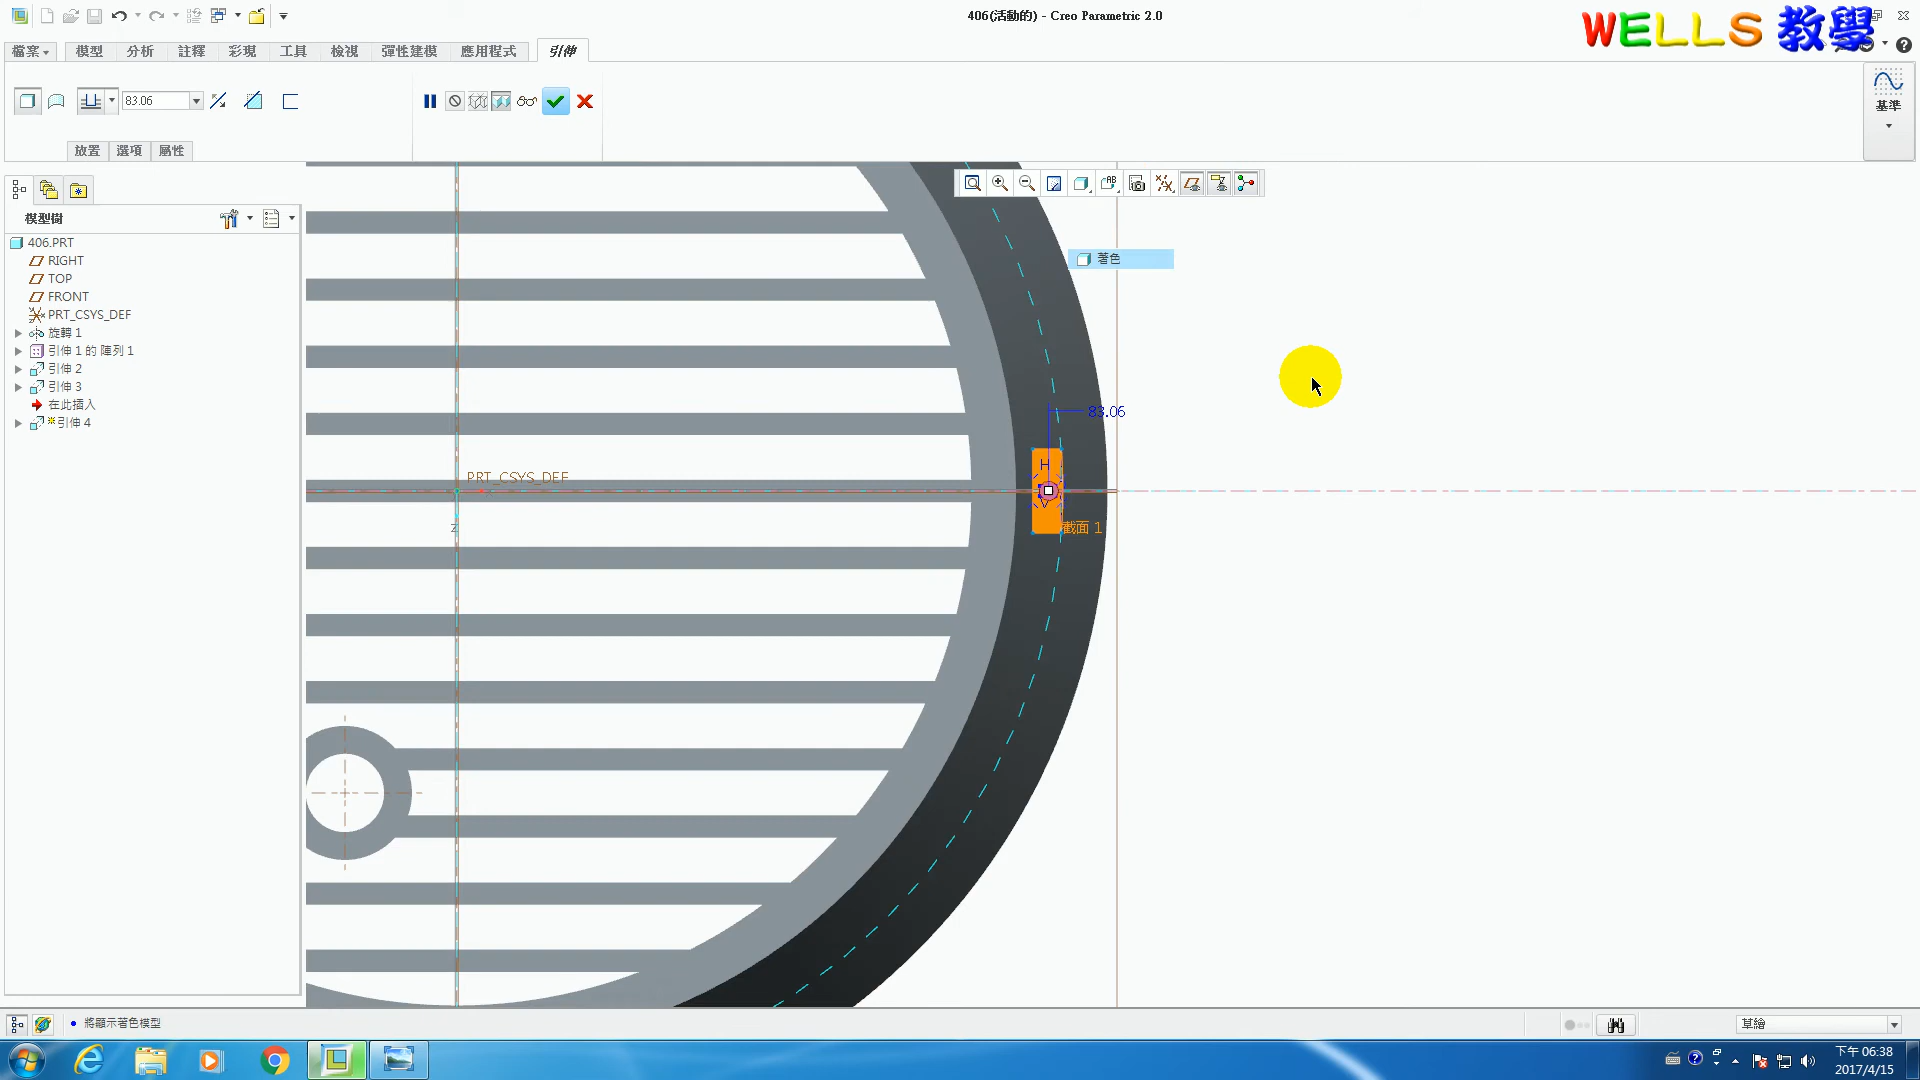 406(活動的) - Creo Parametric 2.0
WELLS 教學
檔案 模型 分析 註釋 彩現 工具 檢視 彈性建模 應用程式 引伸
83.06
基準
放置 選項 屬性
模型樹
406.PRT
RIGHT
TOP
FRONT
PRT_CSYS_DEF
旋轉 1
引伸 1 的 陣列 1
引伸 2
引伸 3
在此插入
引伸 4
著色
83.06
H
PRT_CSYS_DEF
V
Z
截面 1
將顯示著色模型
草繪
下午 06:38
2017/4/15